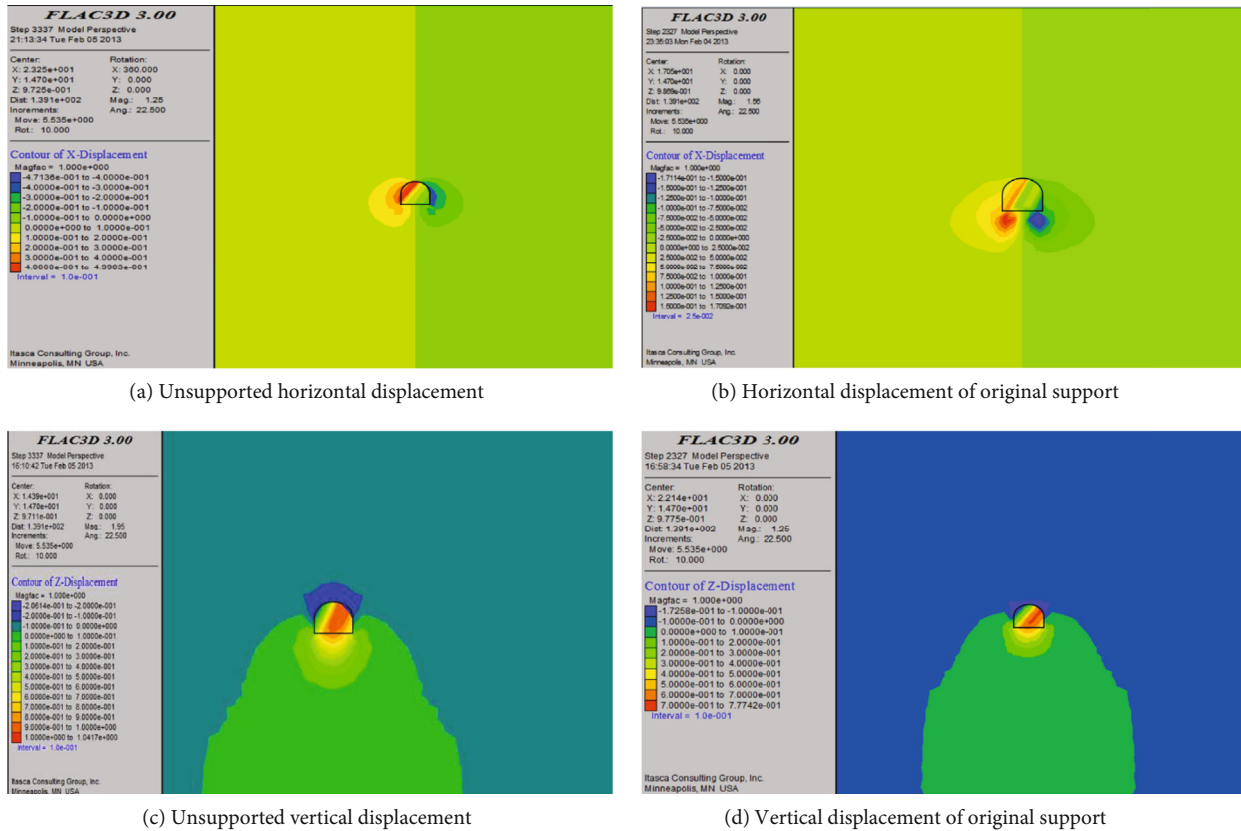 FLAC3D 3.00
Step 3337 Model Perspective
21:13:34 Tue Feb 05 2013
Center: Rotation:
X: 2.325e+001 X: 360.000
Y: 1.470e+001 Y: 0.000
Z: 9.725e-001 Z: 0.000
Dist: 1.391e+002 Mag.: 1.25
Increments: Ang.: 22.500
Move: 5.535e+000
Rot.: 10.000
Contour of X-Displacement
Magfac = 1.000e+000
-4.7136e-001 to -4.0000e-001
-4.0000e-001 to -3.0000e-001
-3.0000e-001 to -2.0000e-001
-2.0000e-001 to -1.0000e-001
-1.0000e-001 to 0.0000e+000
0.0000e+000 to 1.0000e-001
1.0000e-001 to 2.0000e-001
2.0000e-001 to 3.0000e-001
3.0000e-001 to 4.0000e-001
4.0000e-001 to
Interval = 1.0e-001
Itasca Consulting Group, Inc.
Minneapolis, MN USA
(a) Unsupported horizontal displacement
FLAC3D 3.00
Step 2327 Model Perspective
23:35:03 Mon Feb 04 2013
Center: Rotation:
X: 1.705e+001 X: 0.000
Y: 1.470e+001 Y: 0.000
Z: 9.869e-001 Z: 0.000
Dist: 1.391e+002 Mag.: 1.56
Increments: Ang.: 22.500
Move: 5.535e+000
Rot.: 10.000
Contour of X-Displacement
Magfac = 1.000e+000
-1.7114e-001 to -1.5000e-001
-1.5000e-001 to -1.2500e-001
-1.2500e-001 to -1.0000e-001
-1.0000e-001 to -7.5000e-002
-7.5000e-002 to -5.0000e-002
-5.0000e-002 to -2.5000e-002
-2.5000e-002 to 0.0000e+000
0.0000e+000 to 2.5000e-002
2.5000e-002 to 5.0000e-002
5.0000e-002 to 7.5000e-002
7.5000e-002 to 1.0000e-001
1.0000e-001 to 1.2500e-001
1.2500e-001 to 1.5000e-001
1.5000e-001 to 1.7092e-001
Interval = 2.5e-002
Itasca Consulting Group, Inc.
Minneapolis, MN USA
(b) Horizontal displacement of original support
FLAC3D 3.00
Step 3337 Model Perspective
16:10:42 Tue Feb 05 2013
Center: Rotation:
X: 1.439e+001 X: 0.000
Y: 1.470e+001 Y: 0.000
Z: 9.711e-001 Z: 0.000
Dist: 1.391e+002 Mag.: 1.95
Increments: Ang.: 22.500
Move: 5.535e+000
Rot.: 10.000
Contour of Z-Displacement
Magfac = 1.000e+000
-2.0614e-001 to -2.0000e-001
-2.0000e-001 to -1.0000e-001
-1.0000e-001 to 0.0000e+000
0.0000e+000 to 1.0000e-001
1.0000e-001 to 2.0000e-001
2.0000e-001 to 3.0000e-001
3.0000e-001 to 4.0000e-001
4.0000e-001 to 5.0000e-001
5.0000e-001 to 6.0000e-001
6.0000e-001 to 7.0000e-001
7.0000e-001 to 8.0000e-001
8.0000e-001 to 9.0000e-001
9.0000e-001 to 1.0000e+000
1.0000e+000 to 1.0417e+000
Interval = 1.0e-001
Itasca Consulting Group, Inc.
Minneapolis, MN USA
(c) Unsupported vertical displacement
FLAC3D 3.00
Step 2327 Model Perspective
16:58:34 Tue Feb 05 2013
Center: Rotation:
X: 2.214e+001 X: 0.000
Y: 1.470e+001 Y: 0.000
Z: 9.775e-001 Z: 0.000
Dist: 1.391e+002 Mag.: 1.25
Increments: Ang.: 22.500
Move: 5.535e+000
Rot.: 10.000
Contour of Z-Displacement
Magfac = 1.000e+000
-1.7258e-001 to -1.0000e-001
-1.0000e-001 to 0.0000e+000
0.0000e+000 to 1.0000e-001
1.0000e-001 to 2.0000e-001
2.0000e-001 to 3.0000e-001
3.0000e-001 to 4.0000e-001
4.0000e-001 to 5.0000e-001
5.0000e-001 to 6.0000e-001
6.0000e-001 to 7.0000e-001
7.0000e-001 to 7.7742e-001
Interval = 1.0e-001
Itasca Consulting Group, Inc.
Minneapolis, MN USA
(d) Vertical displacement of original support